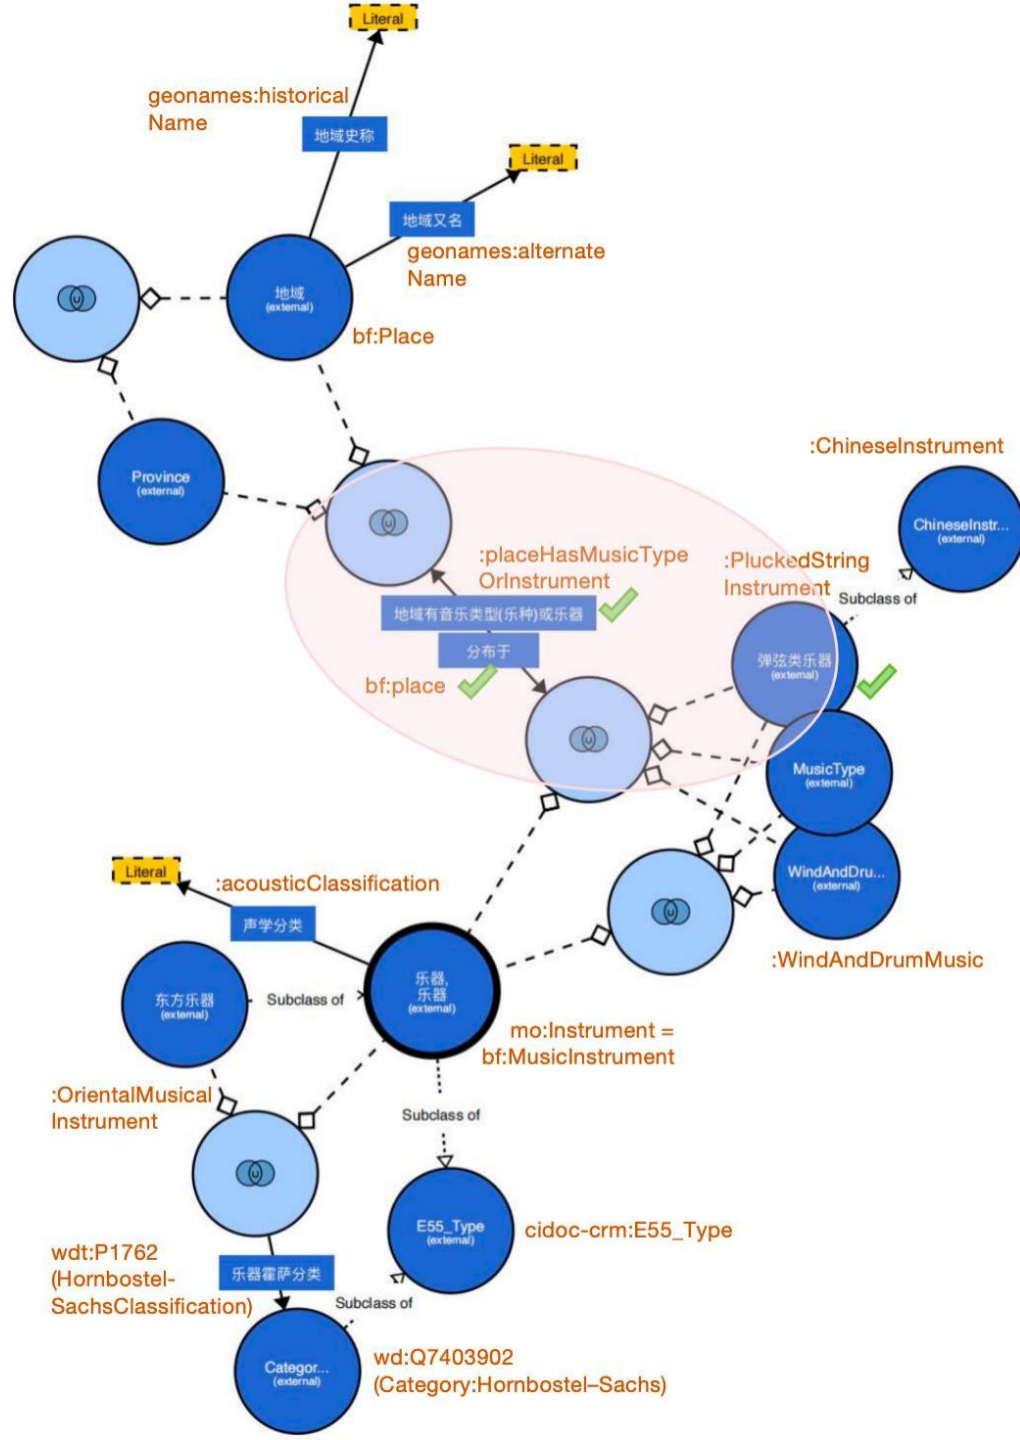 Literal
geonames:historical
Name
地域史称
Literal
地域又名
geonames:alternate
Name
地域
(external)
bf:Place
Province
(external)
:ChineseInstrument
ChineseInstr...
(external)
:placeHasMusicType
OrInstrument
:PluckedString
Instrument
Subclass of
地域有音乐类型(乐种)或乐器
分布于
bf:place
弹弦类乐器
(external)
MusicType
(external)
WindAndDru...
(external)
:WindAndDrumMusic
Literal
:acousticClassification
声学分类
东方乐器
(external)
Subclass of
乐器,
乐器
(external)
mo:Instrument =
bf:MusicInstrument
:OrientalMusical
Instrument
Subclass of
E55_Type
(external)
cidoc-crm:E55_Type
wdt:P1762
(Hornbostel-
SachsClassification)
乐器霍萨分类
Subclass of
Categor...
(external)
wd:Q7403902
(Category:Hornbostel–Sachs)